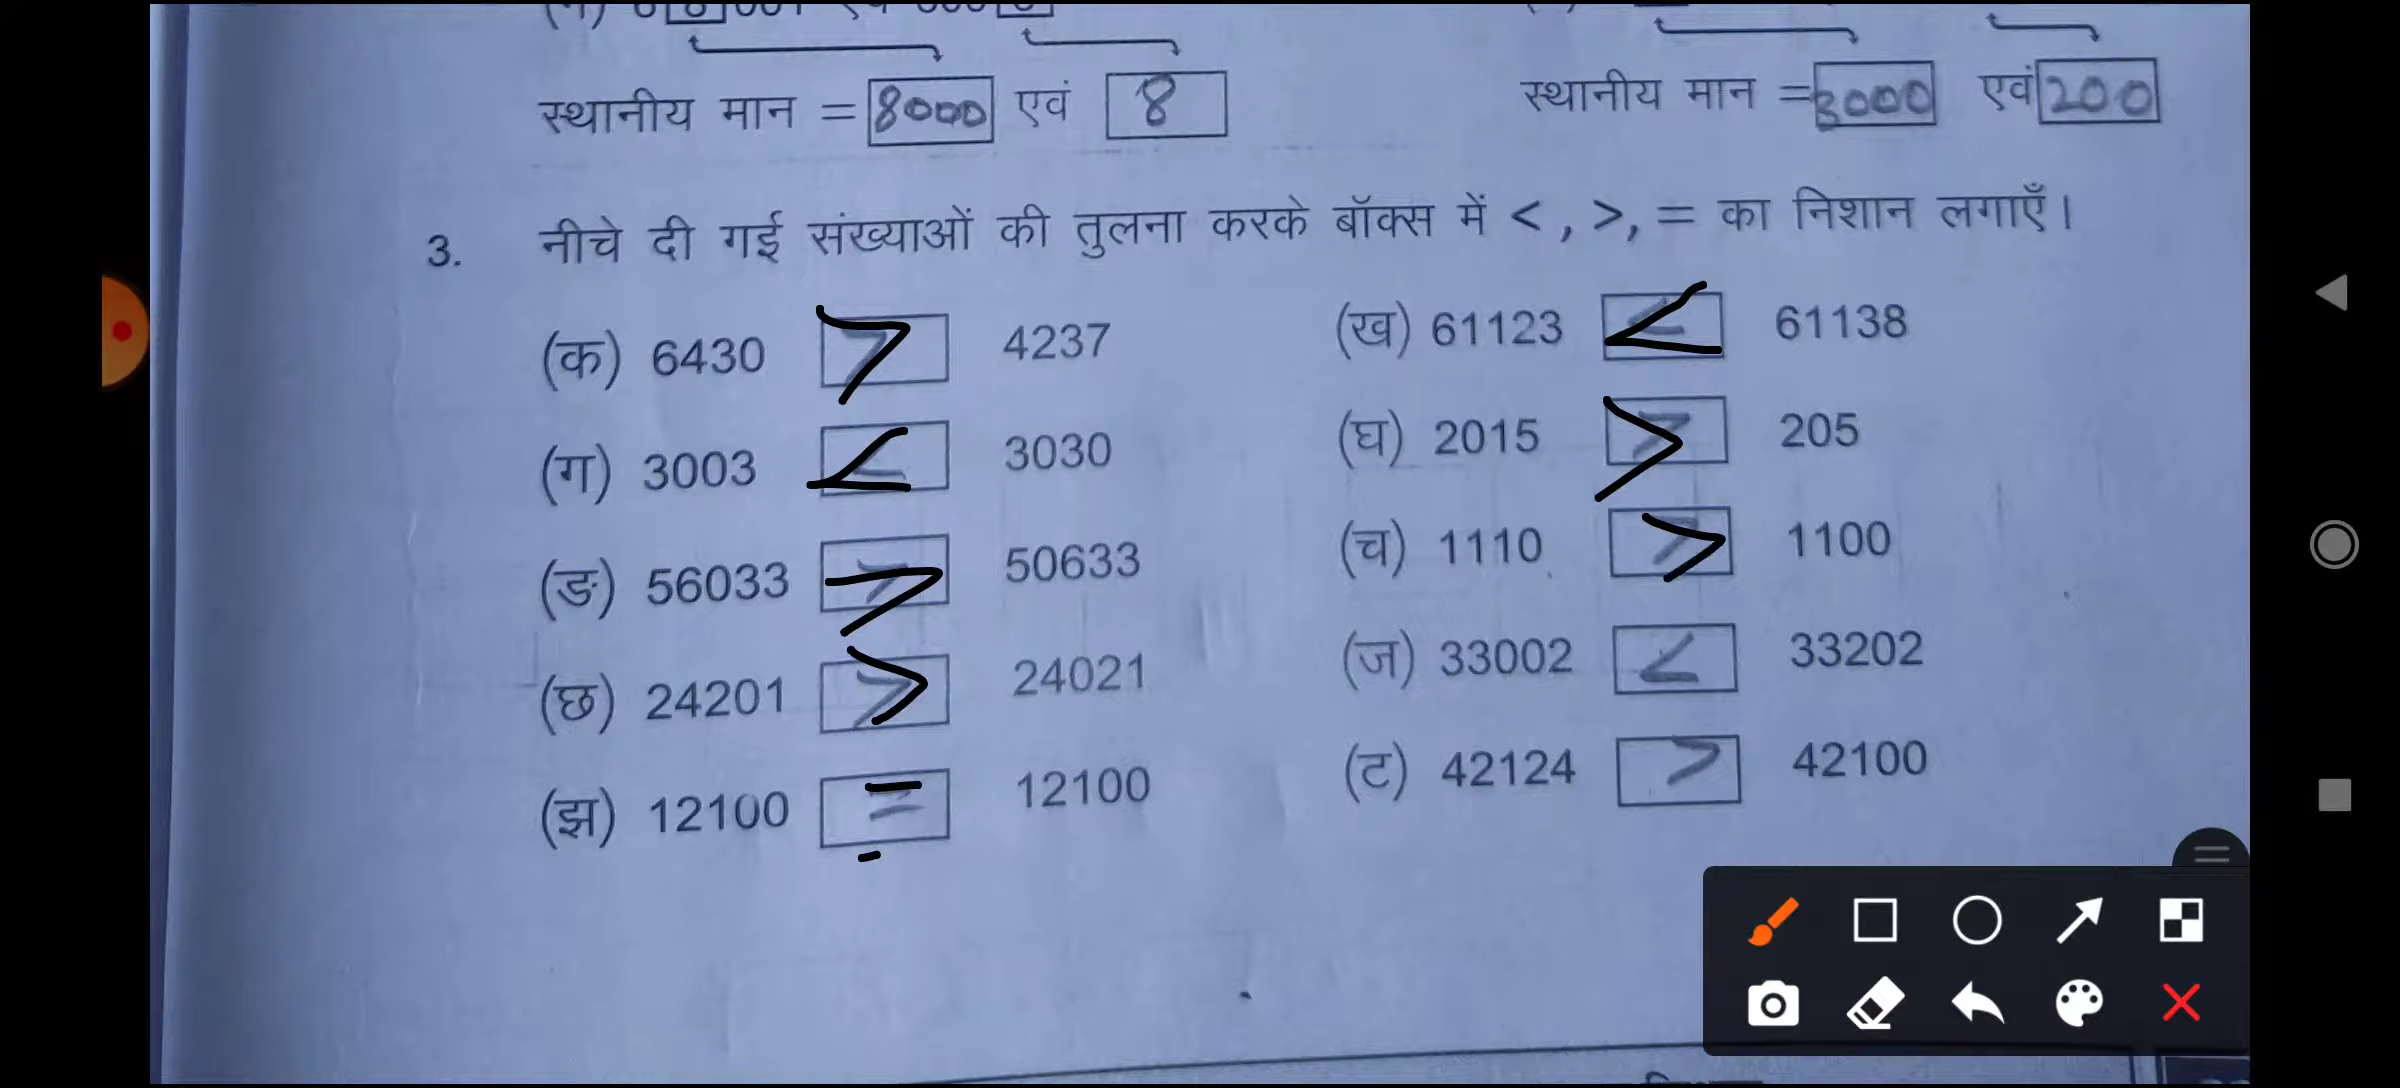 स्थानीय मान = 8000 एवं 8 स्थानीय मान = 3000 एवं 200
3. नीचे दी गई संख्याओं की तुलना करके बॉक्स में <, >, = का निशान लगाएँ।
(क) 6430 > 4237 (ख) 61123 < 61138
(ग) 3003 < 3030 (घ) 2015 > 205
(ङ) 56033 > 50633 (च) 1110 > 1100
(छ) 24201 > 24021 (ज) 33002 < 33202
(झ) 12100 = 12100 (ट) 42124 > 42100